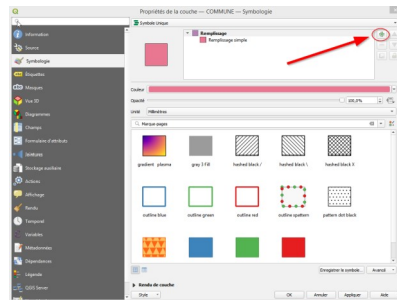 Propriétés de la couche — COMMUNE — Symbologie
Symbole Unique
Information
Source
Symbologie
Étiquettes
Masques
Vue 3D
Diagrammes
Champs
Formulaire d'attributs
Jointures
Stockage auxiliaire
Actions
Affichage
Rendu
Temporel
Variables
Métadonnées
Dépendances
Légende
QGIS Server
Remplissage
Remplissage simple
Couleur
Opacité
100,0%
Unité
Millimètres
Marque-pages
gradient plasma
gray 3 fill
hashed black /
hashed black \
hashed black X
outline blue
outline green
outline red
outline xpattern
pattern dot black
Enregistrer le symbole…
Avancé
Rendu de couche
Style
OK
Annuler
Appliquer
Aide